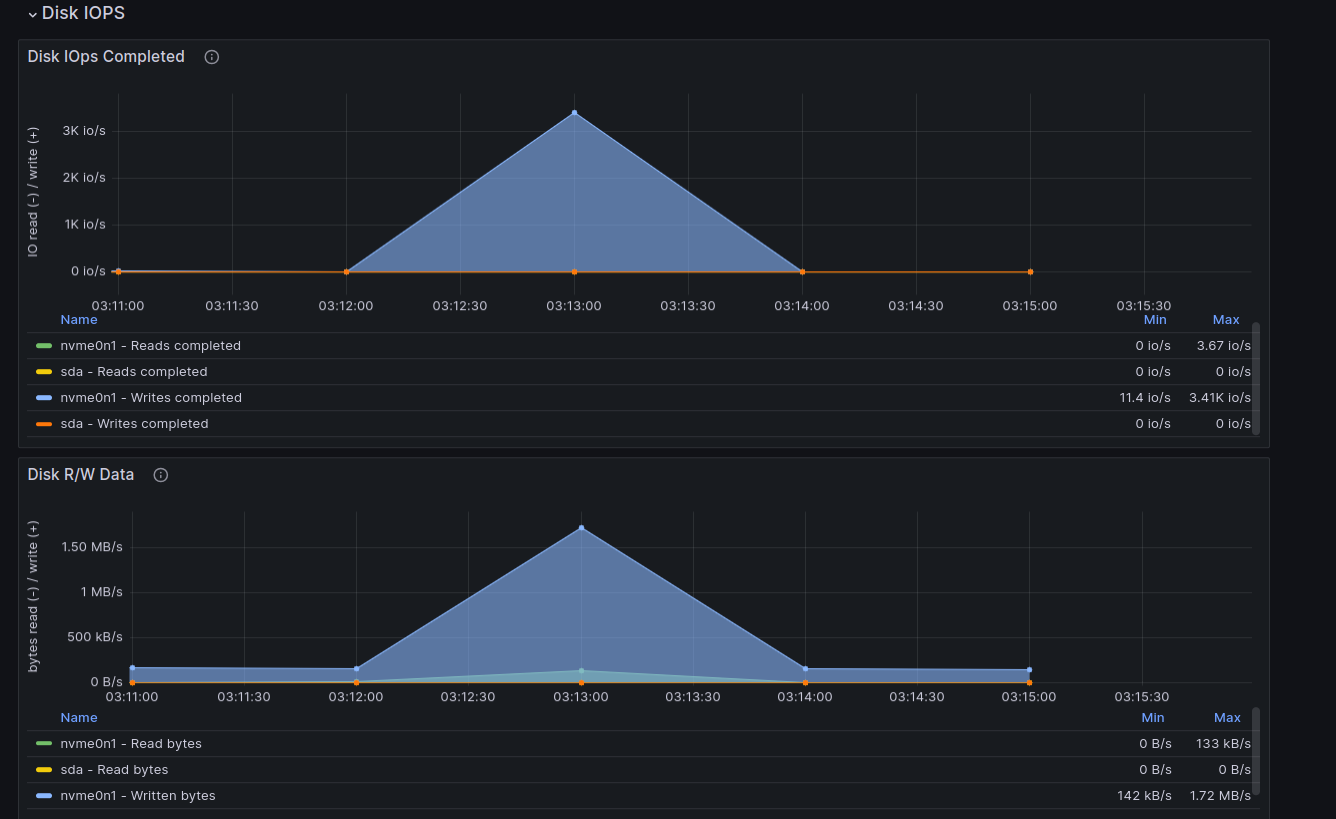 Disk IOPS
Disk IOps Completed
IO read (-) / write (+)
3K io/s
2K io/s
1K io/s
0 io/s
03:11:00 03:11:30 03:12:00 03:12:30 03:13:00 03:13:30 03:14:00 03:14:30 03:15:00 03:15:30
Name Min Max
nvme0n1 - Reads completed 0 io/s 3.67 io/s
sda - Reads completed 0 io/s 0 io/s
nvme0n1 - Writes completed 11.4 io/s 3.41K io/s
sda - Writes completed 0 io/s 0 io/s
Disk R/W Data
bytes read (-) / write (+)
1.50 MB/s
1 MB/s
500 kB/s
0 B/s
03:11:00 03:11:30 03:12:00 03:12:30 03:13:00 03:13:30 03:14:00 03:14:30 03:15:00 03:15:30
Name Min Max
nvme0n1 - Read bytes 0 B/s 133 kB/s
sda - Read bytes 0 B/s 0 B/s
nvme0n1 - Written bytes 142 kB/s 1.72 MB/s